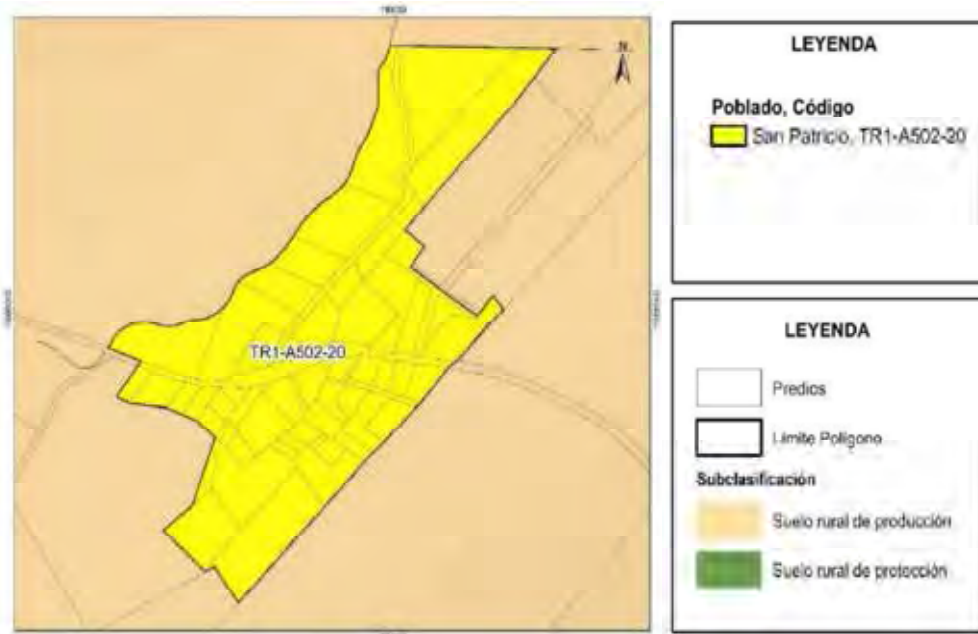 N.
TR1-A502-20
LEYENDA
Poblado, Código
San Patricio, TR1-A502-20
LEYENDA
Predios
Límite Polígono
Subclasificación
Suelo rural de producción
Suelo rural de protección